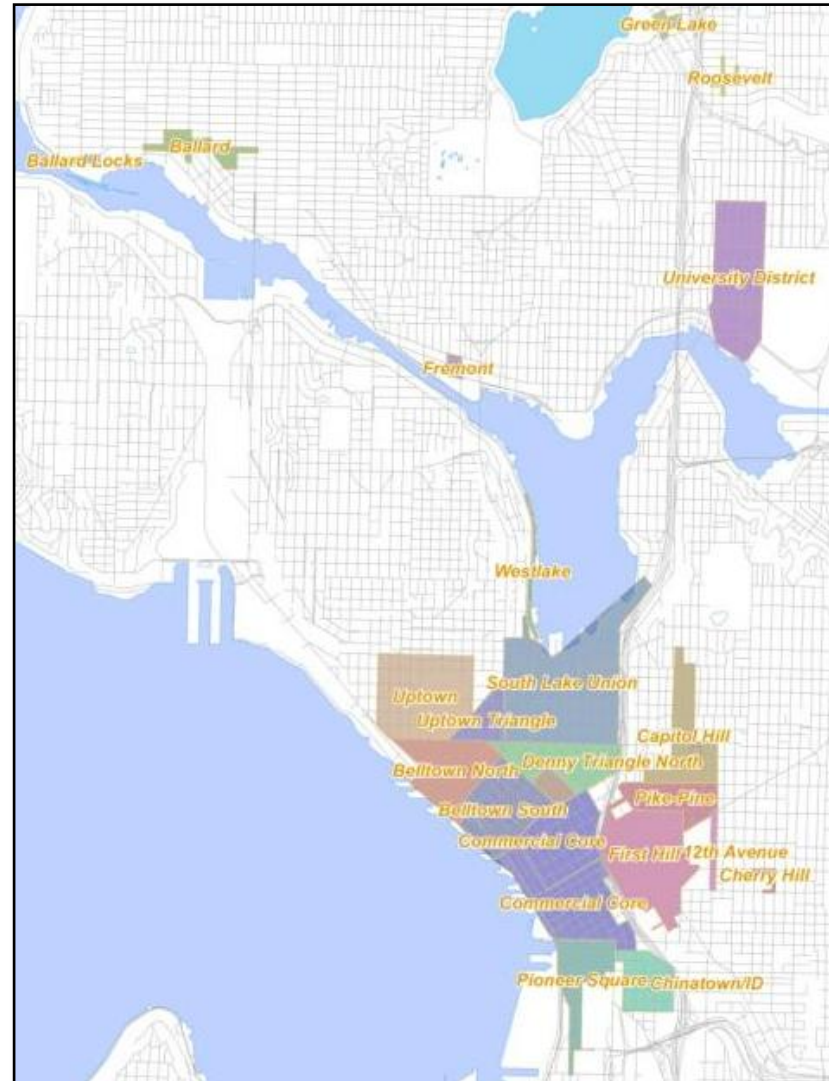 Green Lake
Roosevelt
Ballard
Ballard Locks
University District
Fremont
Westlake
South Lake Union
Uptown
Uptown Triangle
Capitol Hill
Denny Triangle North
Belltown North
Pike-Pine
Belltown South
Commercial Core
First Hill
12th Avenue
Cherry Hill
Commercial Core
Pioneer Square
Chinatown/ID